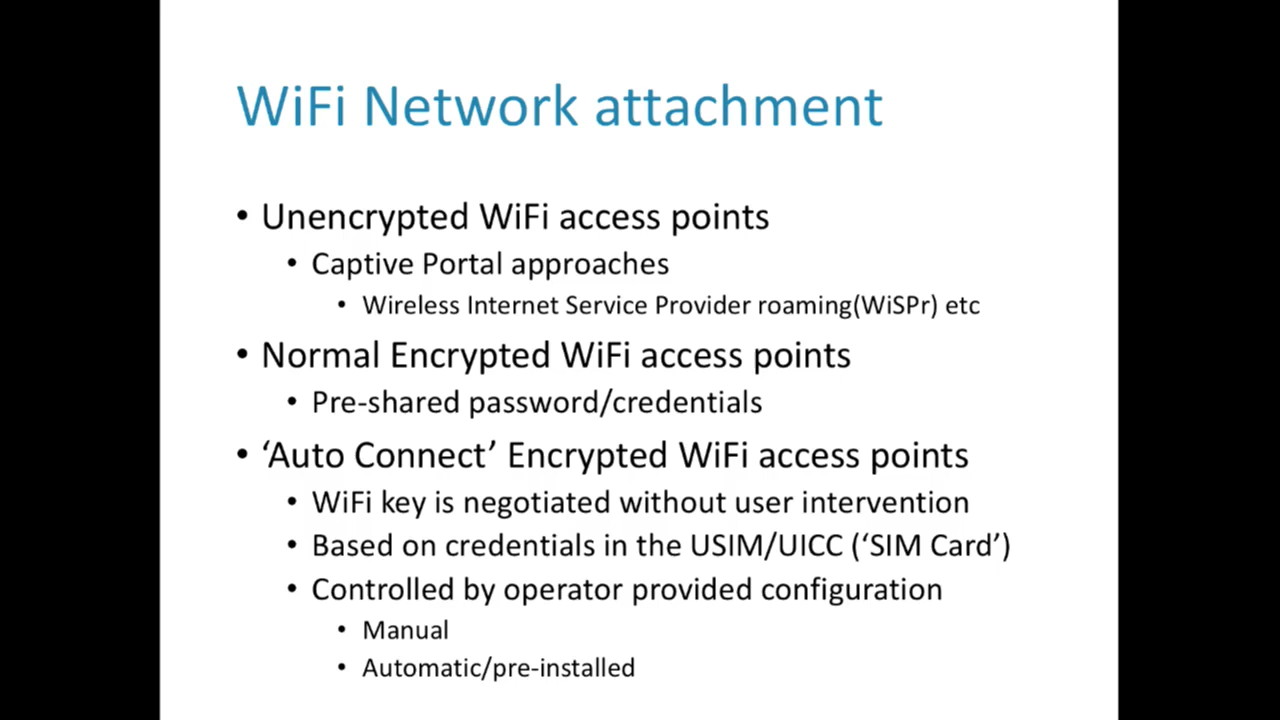 WiFi Network attachment
• Unencrypted WiFi access points
• Captive Portal approaches
• Wireless Internet Service Provider roaming(WiSPr) etc
• Normal Encrypted WiFi access points
• Pre-shared password/credentials
• ‘Auto Connect’ Encrypted WiFi access points
• WiFi key is negotiated without user intervention
• Based on credentials in the USIM/UICC (‘SIM Card’)
• Controlled by operator provided configuration
• Manual
• Automatic/pre-installed